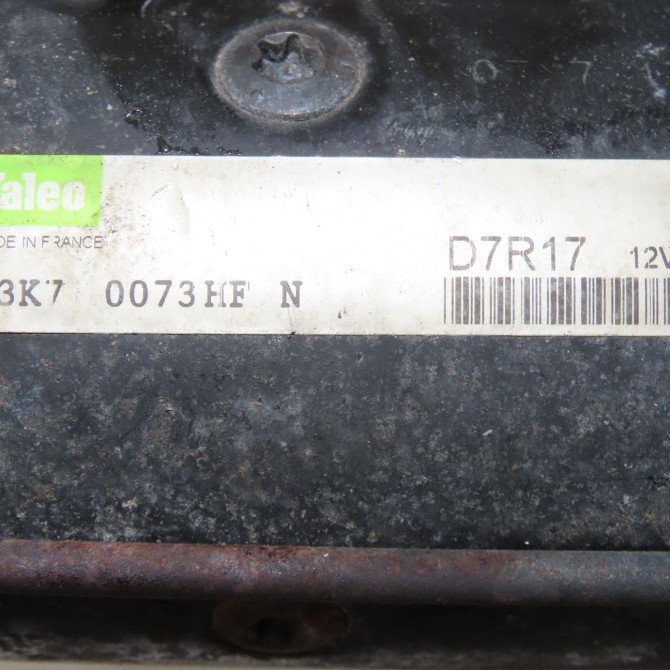 Valeo
DE IN FRANCE
D7R17 12V
3K7 0073HF N